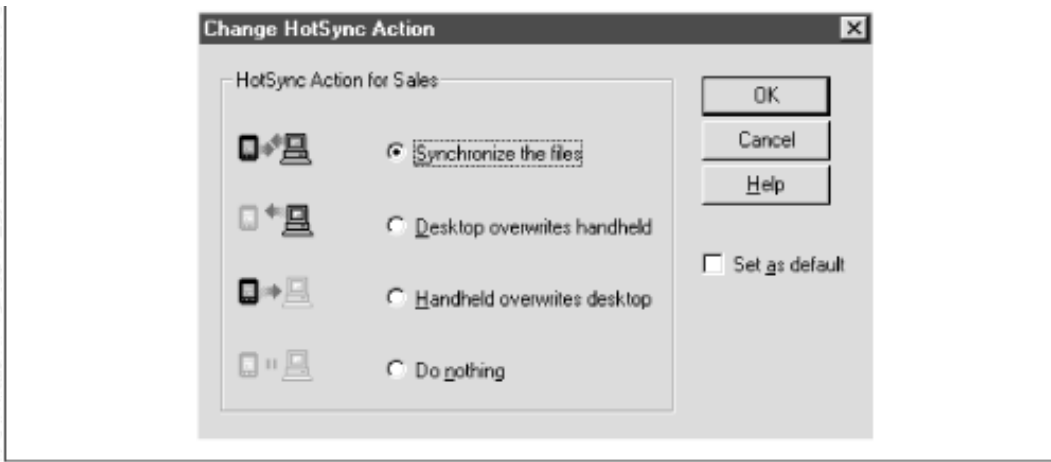 Change HotSync Action
HotSync Action for Sales
Synchronize the files
Desktop overwrites handheld
Handheld overwrites desktop
Do nothing
OK
Cancel
Help
Set as default